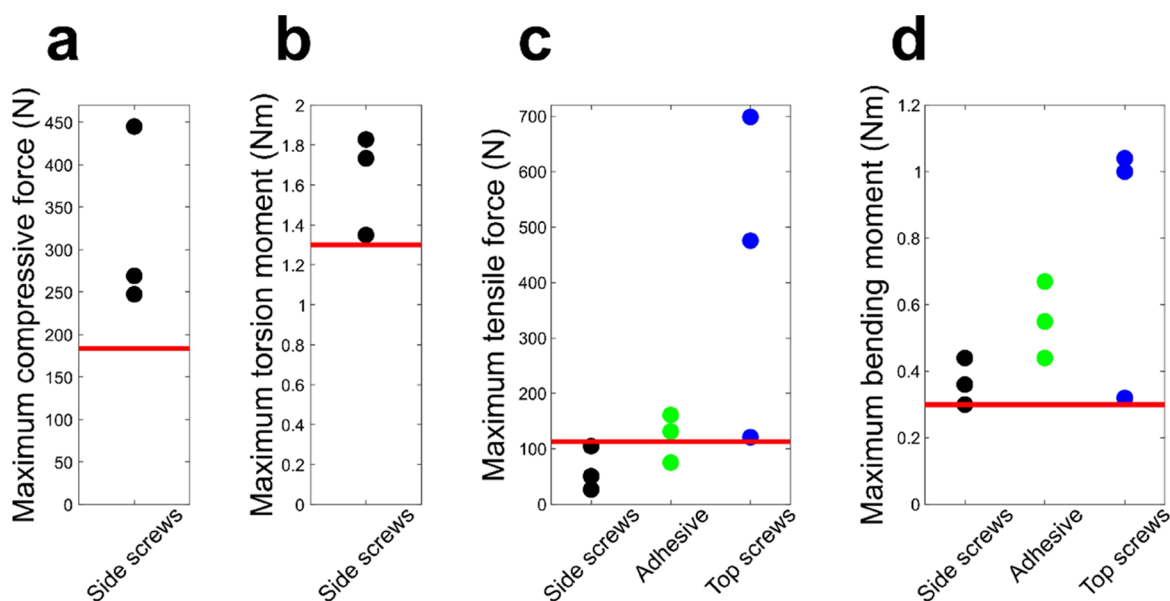 a
Maximum compressive force (N)
450
400
350
300
250
200
150
100
50
0
Side screws
b
Maximum torsion moment (Nm)
2
1.8
1.6
1.4
1.2
1
0.8
0.6
0.4
0.2
0
Side screws
c
Maximum tensile force (N)
700
600
500
400
300
200
100
0
Side screws
Adhesive
Top screws
d
Maximum bending moment (Nm)
1.2
1
0.8
0.6
0.4
0.2
0
Side screws
Adhesive
Top screws